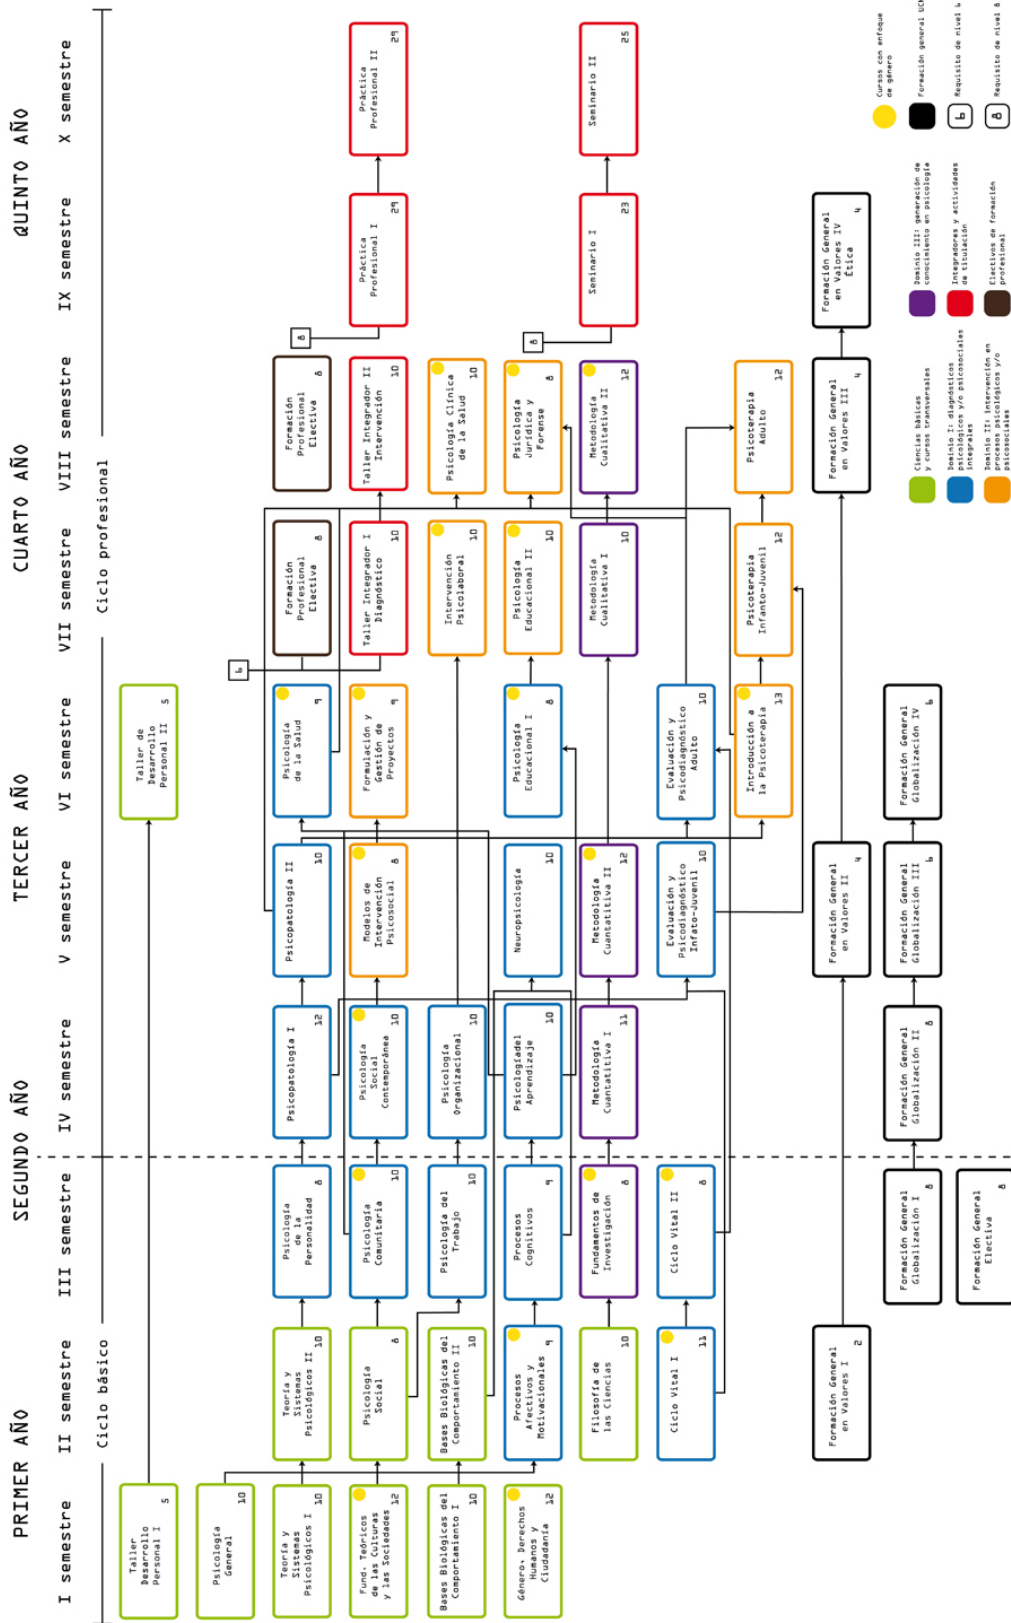 PRIMER AÑO
SEGUNDO AÑO
TERCER AÑO
CUARTO AÑO
QUINTO AÑO
I semestre
II semestre
III semestre
IV semestre
V semestre
VI semestre
VII semestre
VIII semestre
IX semestre
X semestre
Ciclo básico
Ciclo profesional
Taller
Desarrollo
Personal I
5
Taller de
Desarrollo
Personal II
5
Psicología
General
10
Teoría y
Sistemas
Psicológicos I
10
Teoría y
Sistemas
Psicológicos II
10
Psicología
de la
Personalidad
8
Psicopatología I
12
Psicopatología II
10
Psicología
de la Salud
9
Formación
Profesional
Electiva
8
Formación
Profesional
Electiva
8
6
8
Fund. Teóricos
de las Culturas
y las Sociedades
12
Psicología
Social
8
Psicología
Comunitaria
10
Psicología
Social
Contemporánea
10
Modelos de
Intervención
Psicosocial
8
Formulación y
Gestión de
Proyectos
9
Taller Integrador I
Diagnóstico
10
Taller Integrador II
Intervención
10
Práctica
Profesional I
29
Práctica
Profesional II
29
Bases Biológicas del
Comportamiento I
10
Bases Biológicas del
Comportamiento II
10
Psicología del
Trabajo
10
Psicología
Organizacional
10
Intervención
Psicolaboral
10
Psicología Clínica
de la Salud
10
Género, Derechos
Humanos y
Ciudadanía
12
Procesos
Afectivos y
Motivacionales
9
Procesos
Cognitivos
9
Psicologíadel
Aprendizaje
10
Neuropsicología
10
Psicología
Educacional I
8
Psicología
Educacional II
10
Psicología
Jurídica y
Forense
8
8
Filosofía de
las Ciencias
10
Fundamentos de
Investigación
8
Metodología
Cuantatitiva I
11
Metodología
Cuantatitiva II
12
Metodología
Cualitativa I
10
Metodología
Cualitativa II
12
Seminario I
23
Seminario II
25
Ciclo Vital I
11
Ciclo Vital II
8
Evaluación y
Psicodiagnóstico
Infato-Juvenil
10
Evaluación y
Psicodiagnóstico
Adulto
10
Introducción a
la Psicoterapia
13
Psicoterapia
Infanto-Juvenil
12
Psicoterapia
Adulto
12
Formación General
en Valores I
2
Formación General
en Valores II
4
Formación General
en Valores III
4
Formación General
en Valores IV
Ética
4
Formación General
Globalización I
8
Formación General
Globalización II
8
Formación General
Globalización III
6
Formación General
Globalización IV
6
Formación General
Electiva
8
Ciencias básicas
y cursos transversales
Dominio I: diagnósticos
psicológicos y/o psicosociales
integrales
Dominio II: intervención en
procesos psicológicos y/o
psicosociales
Dominio III: generación de
conocimiento en psicología
Integradores y actividades
de titulación
Electivos de formación
profesional
Cursos con enfoque
de género
Formación general UCN
6
Requisito de nivel 6
8
Requisito de nivel 8